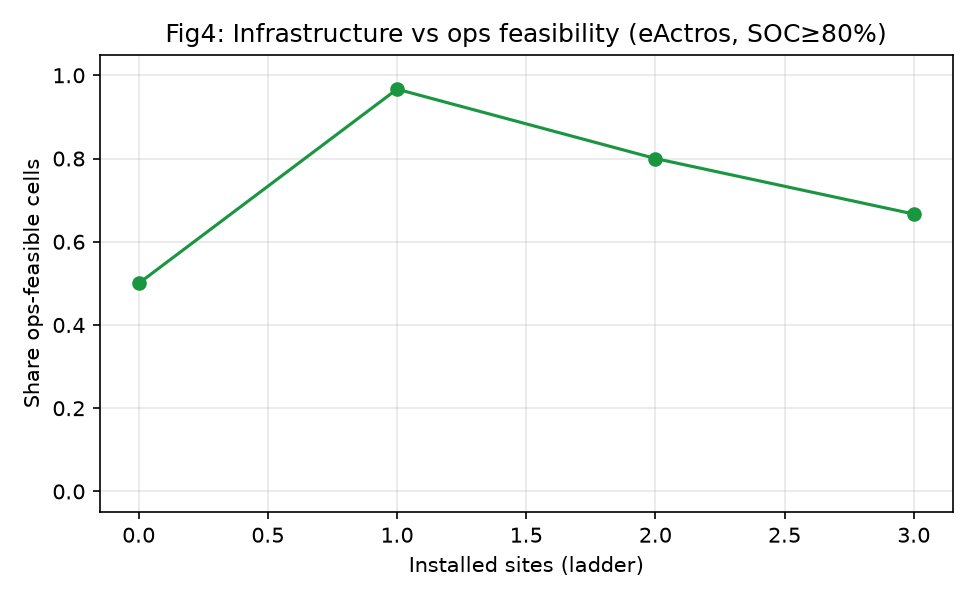 Fig4: Infrastructure vs ops feasibility (eActros, SOC≥80%)
Share ops-feasible cells
1.0
0.8
0.6
0.4
0.2
0.0
0.0 0.5 1.0 1.5 2.0 2.5 3.0
Installed sites (ladder)